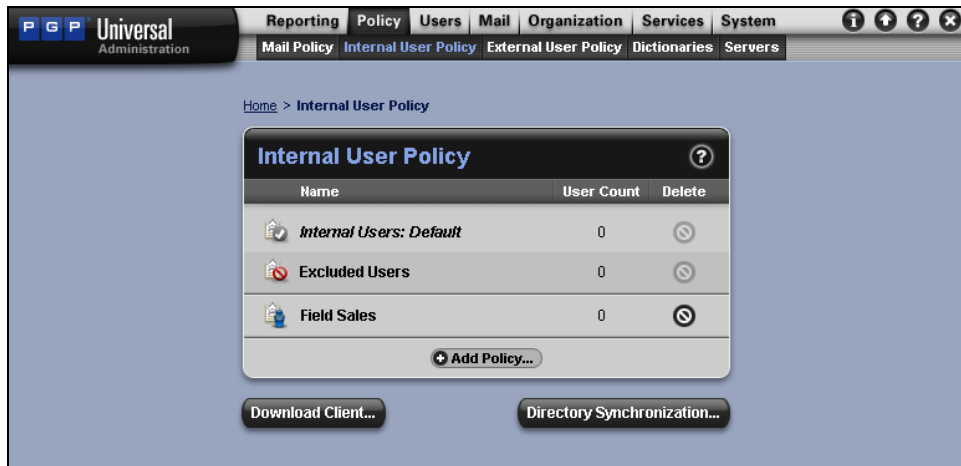 PGP Universal
Administration
Reporting Policy Users Mail Organization Services System
Mail Policy Internal User Policy External User Policy Dictionaries Servers
Home > Internal User Policy
Internal User Policy
Name User Count Delete
Internal Users: Default 0
Excluded Users 0
Field Sales 0
Add Policy...
Download Client... Directory Synchronization...